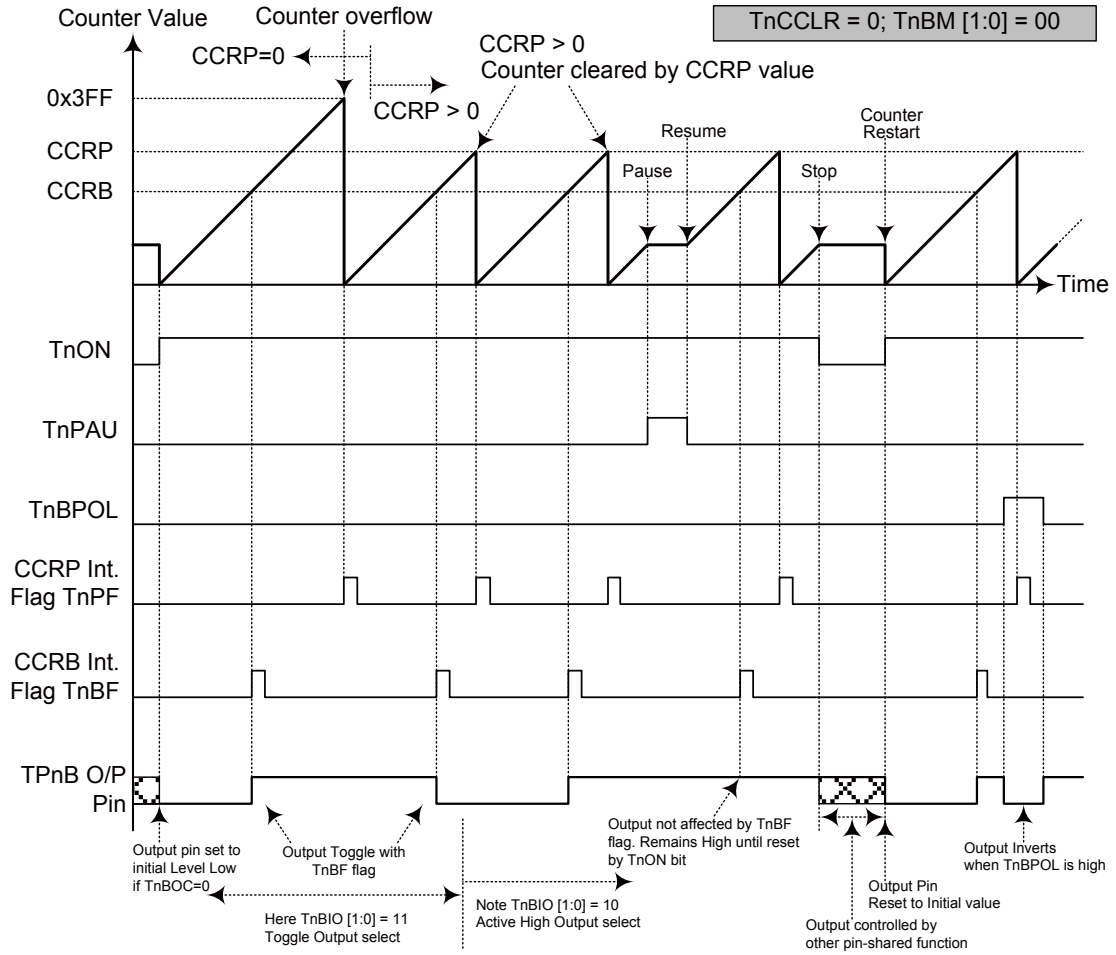 Counter Value
Counter overflow
TnCCLR = 0; TnBM [1:0] = 00
CCRP=0
CCRP > 0
CCRP > 0
Counter cleared by CCRP value
0x3FF
CCRP
CCRB
Pause
Resume
Stop
Counter
Restart
Time
TnON
TnPAU
TnBPOL
CCRP Int.
Flag TnPF
CCRB Int.
Flag TnBF
TPnB O/P
Pin
Output pin set to
initial Level Low
if TnBOC=0
Output Toggle with
TnBF flag
Here TnBIO [1:0] = 11
Toggle Output select
Note TnBIO [1:0] = 10
Active High Output select
Output not affected by TnBF
flag. Remains High until reset
by TnON bit
Output controlled by
other pin-shared function
Output Pin
Reset to Initial value
Output Inverts
when TnBPOL is high